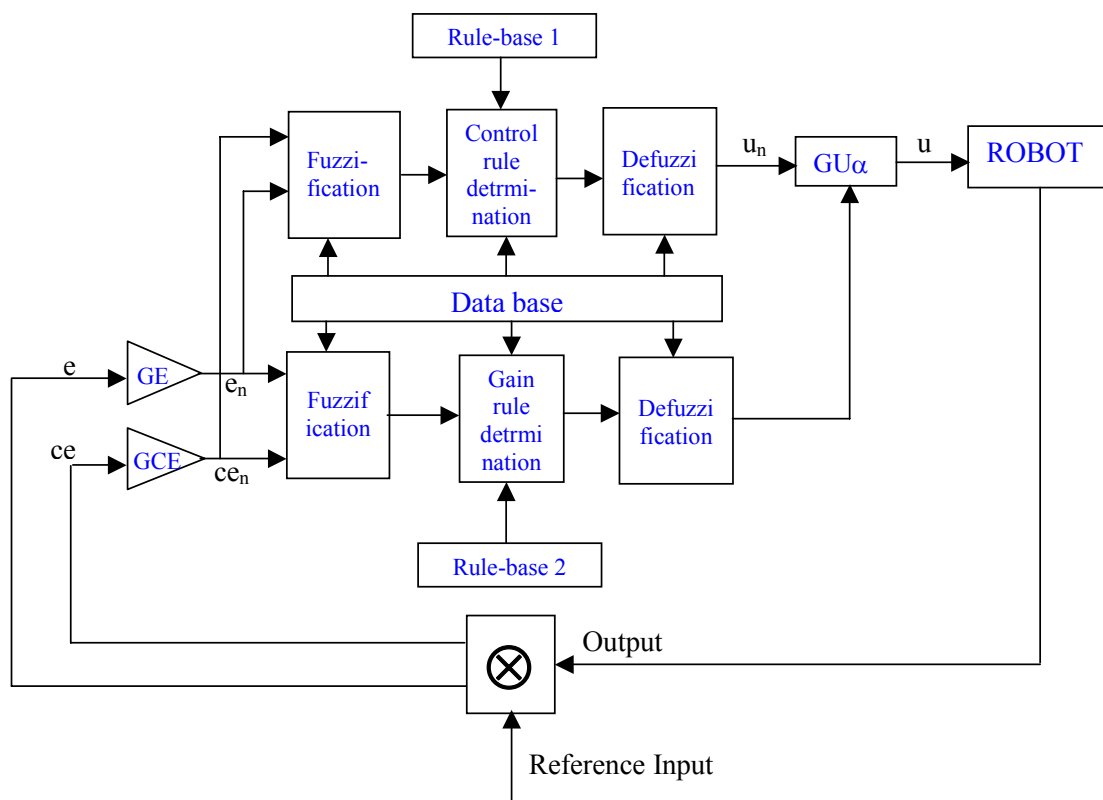 Rule-base 1
Fuzzi-
fication
Control
rule
detrmi-
nation
Defuzzi
fication
uₙ
GUα
u
ROBOT
Data base
e
GE
eₙ
ce
GCE
ceₙ
Fuzzif
ication
Gain
rule
detrmi
nation
Defuzzi
fication
Rule-base 2
Output
Reference Input